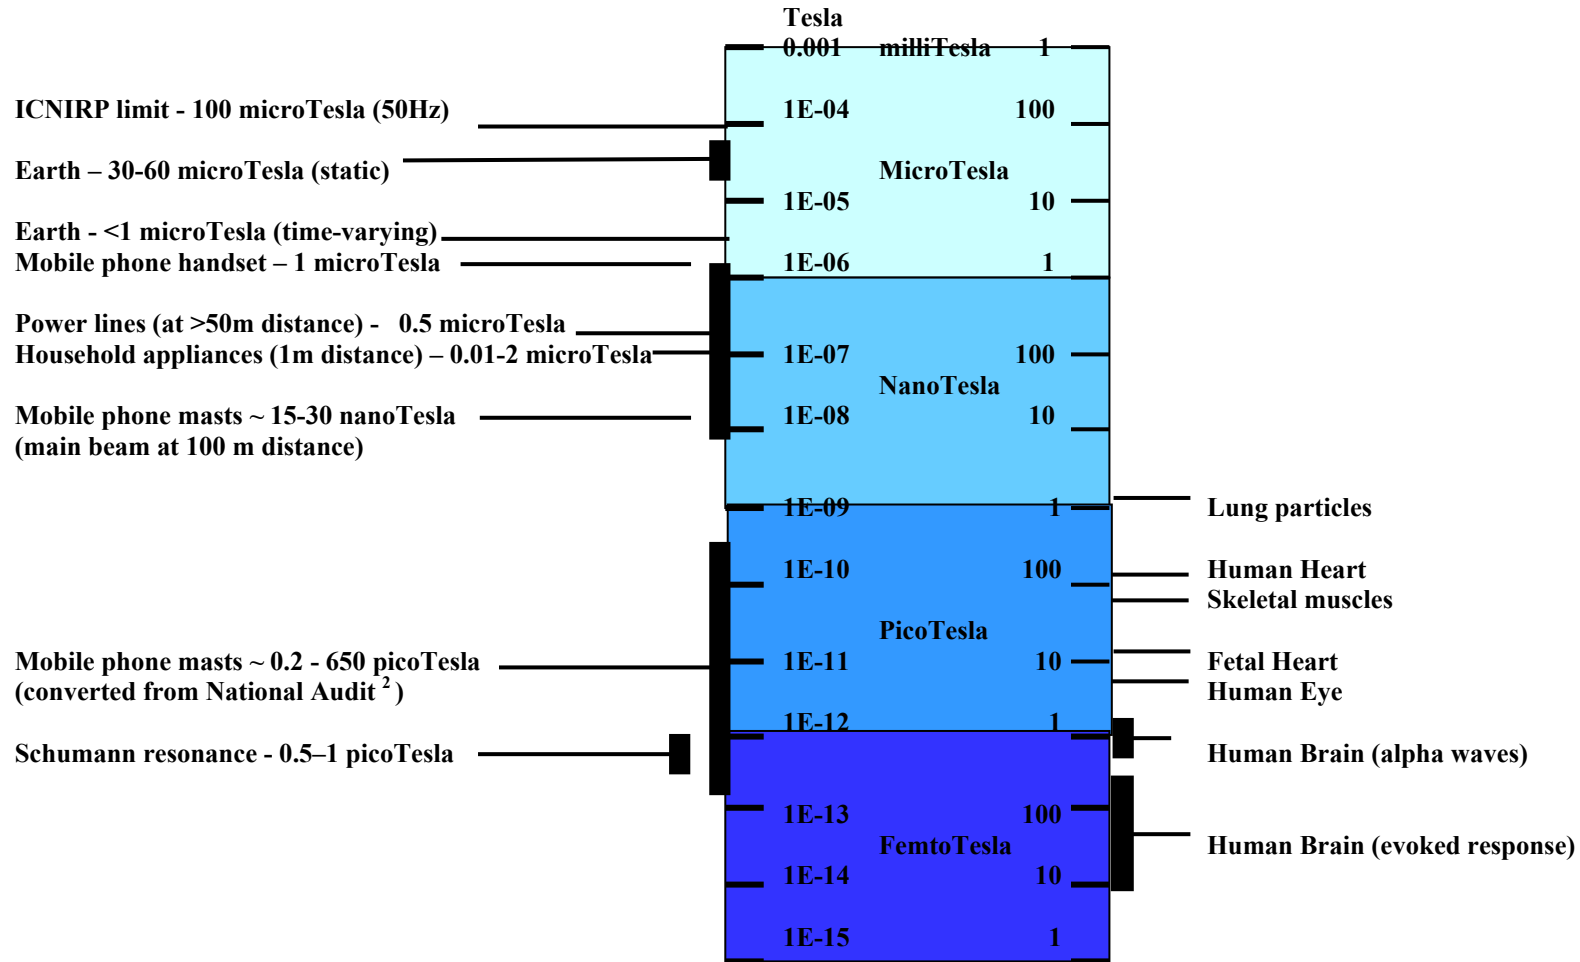 Tesla
0.001 milliTesla 1
ICNIRP limit - 100 microTesla (50Hz) 1E-04 100
Earth – 30-60 microTesla (static) MicroTesla
1E-05 10
Earth - <1 microTesla (time-varying)
Mobile phone handset – 1 microTesla 1E-06 1
Power lines (at >50m distance) - 0.5 microTesla
Household appliances (1m distance) – 0.01-2 microTesla 1E-07 100
NanoTesla
Mobile phone masts ~ 15-30 nanoTesla 1E-08 10
(main beam at 100 m distance)
1E-09 1 Lung particles
1E-10 100 Human Heart
Skeletal muscles
PicoTesla
Mobile phone masts ~ 0.2 - 650 picoTesla 1E-11 10 Fetal Heart
(converted from National Audit 2 ) Human Eye
1E-12 1
Schumann resonance - 0.5–1 picoTesla Human Brain (alpha waves)
1E-13 100
FemtoTesla Human Brain (evoked response)
1E-14 10
1E-15 1